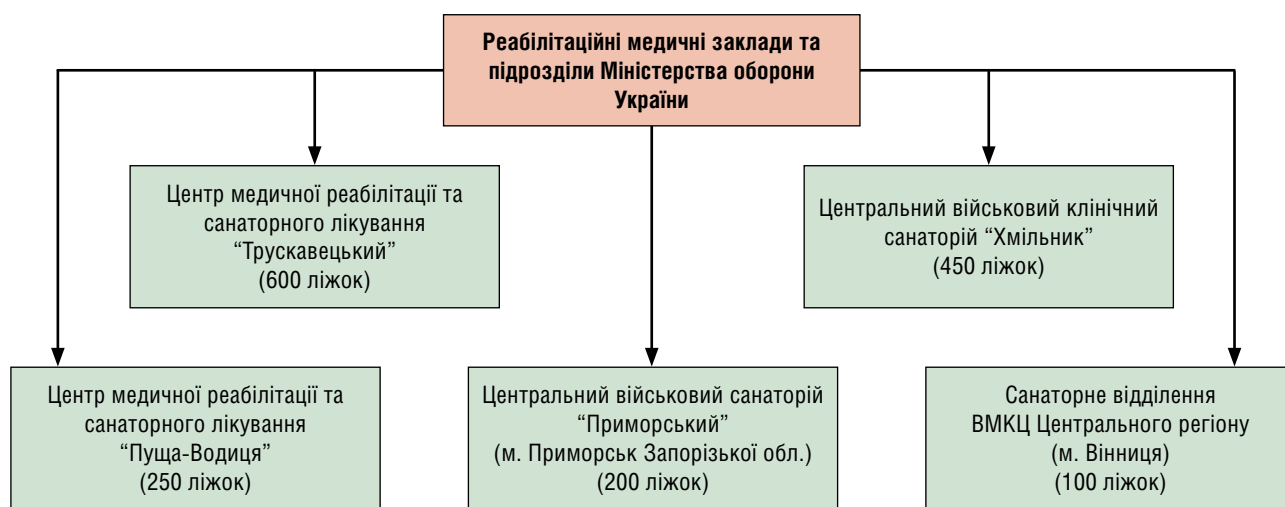 Реабілітаційні медичні заклади та
підрозділи Міністерства оборони
України
Центр медичної реабілітації та
санаторного лікування
“Трускавецький”
(600 ліжок)
Центральний військовий клінічний
санаторій “Хмільник”
(450 ліжок)
Центр медичної реабілітації та
санаторного лікування
“Пуща-Водиця”
(250 ліжок)
Центральний військовий санаторій
“Приморський”
(м. Приморськ Запорізької обл.)
(200 ліжок)
Санаторне відділення
ВМКЦ Центрального регіону
(м. Вінниця)
(100 ліжок)